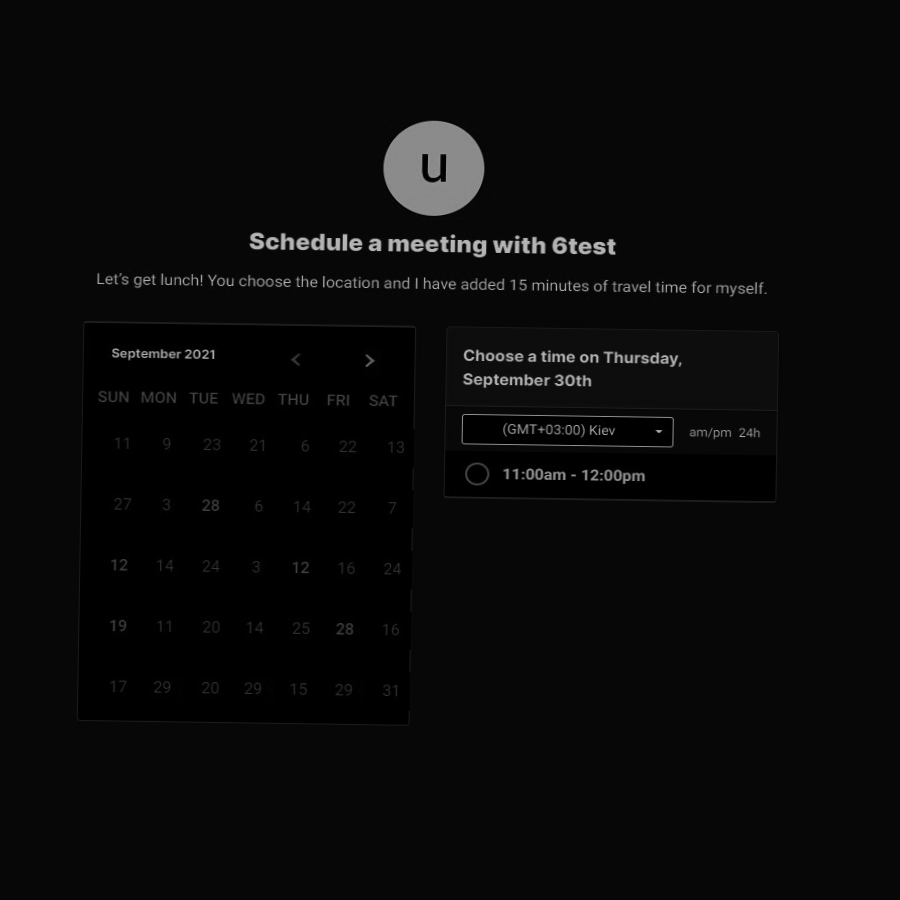 u
Schedule a meeting with 6test
Let's get lunch! You choose the location and I have added 15 minutes of travel time for myself.
September 2021
SUN MON TUE WED THU FRI SAT
11 9 23 21 6 22 13
27 3 28 6 14 22 7
12 14 24 3 12 16 24
19 11 20 14 25 28 16
17 29 20 29 15 29 31
Choose a time on Thursday,
September 30th
(GMT+03:00) Kiev am/pm 24h
11:00am - 12:00pm